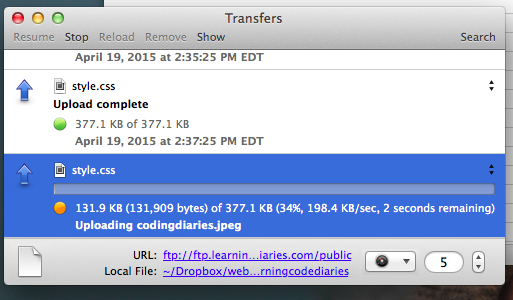 Transfers
Resume Stop Reload Remove Show Search
April 19, 2015 at 2:35:25 PM EDT
style.css
Upload complete
377.1 KB of 377.1 KB
April 19, 2015 at 2:37:25 PM EDT
style.css
131.9 KB (131,909 bytes) of 377.1 KB (34%, 198.4 KB/sec, 2 seconds remaining)
Uploading codingdiaries.jpeg
URL: ftp://ftp.learnin...iaries.com/public
5
Local File: ~/Dropbox/web...rningcodediaries